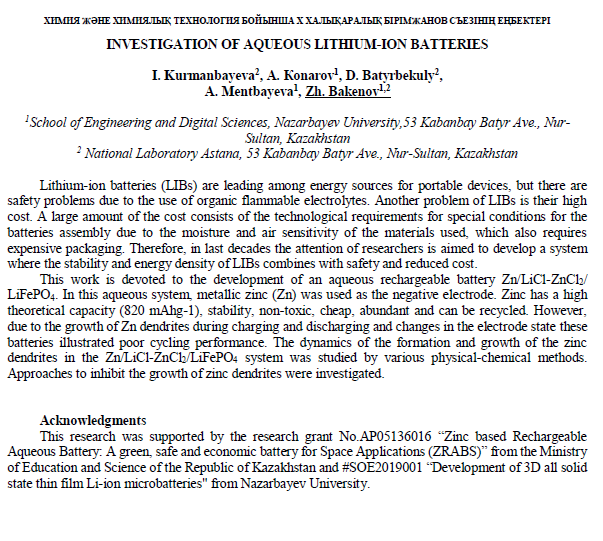 ХИМИЯ ЖӘНЕ ХИМИЯЛЫҚ ТЕХНОЛОГИЯ БОЙЫНША X ХАЛЫҚАРАЛЫҚ БІРІМЖАНОВ СЪЕЗІНІҢ ЕҢБЕКТЕРІ
INVESTIGATION OF AQUEOUS LITHIUM-ION BATTERIES
I. Kurmanbayeva², A. Konarov¹, D. Batyrbekuly²,
A. Mentbayeva¹, Zh. Bakenov¹,²
¹School of Engineering and Digital Sciences, Nazarbayev University,53 Kabanbay Batyr Ave., Nur-
Sultan, Kazakhstan
² National Laboratory Astana, 53 Kabanbay Batyr Ave., Nur-Sultan, Kazakhstan
Lithium-ion batteries (LIBs) are leading among energy sources for portable devices, but there are
safety problems due to the use of organic flammable electrolytes. Another problem of LIBs is their high
cost. A large amount of the cost consists of the technological requirements for special conditions for the
batteries assembly due to the moisture and air sensitivity of the materials used, which also requires
expensive packaging. Therefore, in last decades the attention of researchers is aimed to develop a system
where the stability and energy density of LIBs combines with safety and reduced cost.
This work is devoted to the development of an aqueous rechargeable battery Zn/LiCl-ZnCl₂/
LiFePO₄. In this aqueous system, metallic zinc (Zn) was used as the negative electrode. Zinc has a high
theoretical capacity (820 mAhg-1), stability, non-toxic, cheap, abundant and can be recycled. However,
due to the growth of Zn dendrites during charging and discharging and changes in the electrode state these
batteries illustrated poor cycling performance. The dynamics of the formation and growth of the zinc
dendrites in the Zn/LiCl-ZnCl₂/LiFePO₄ system was studied by various physical-chemical methods.
Approaches to inhibit the growth of zinc dendrites were investigated.
Acknowledgments
This research was supported by the research grant No.AP05136016 “Zinc based Rechargeable
Aqueous Battery: A green, safe and economic battery for Space Applications (ZRABS)” from the Ministry
of Education and Science of the Republic of Kazakhstan and #SOE2019001 “Development of 3D all solid
state thin film Li-ion microbatteries" from Nazarbayev University.